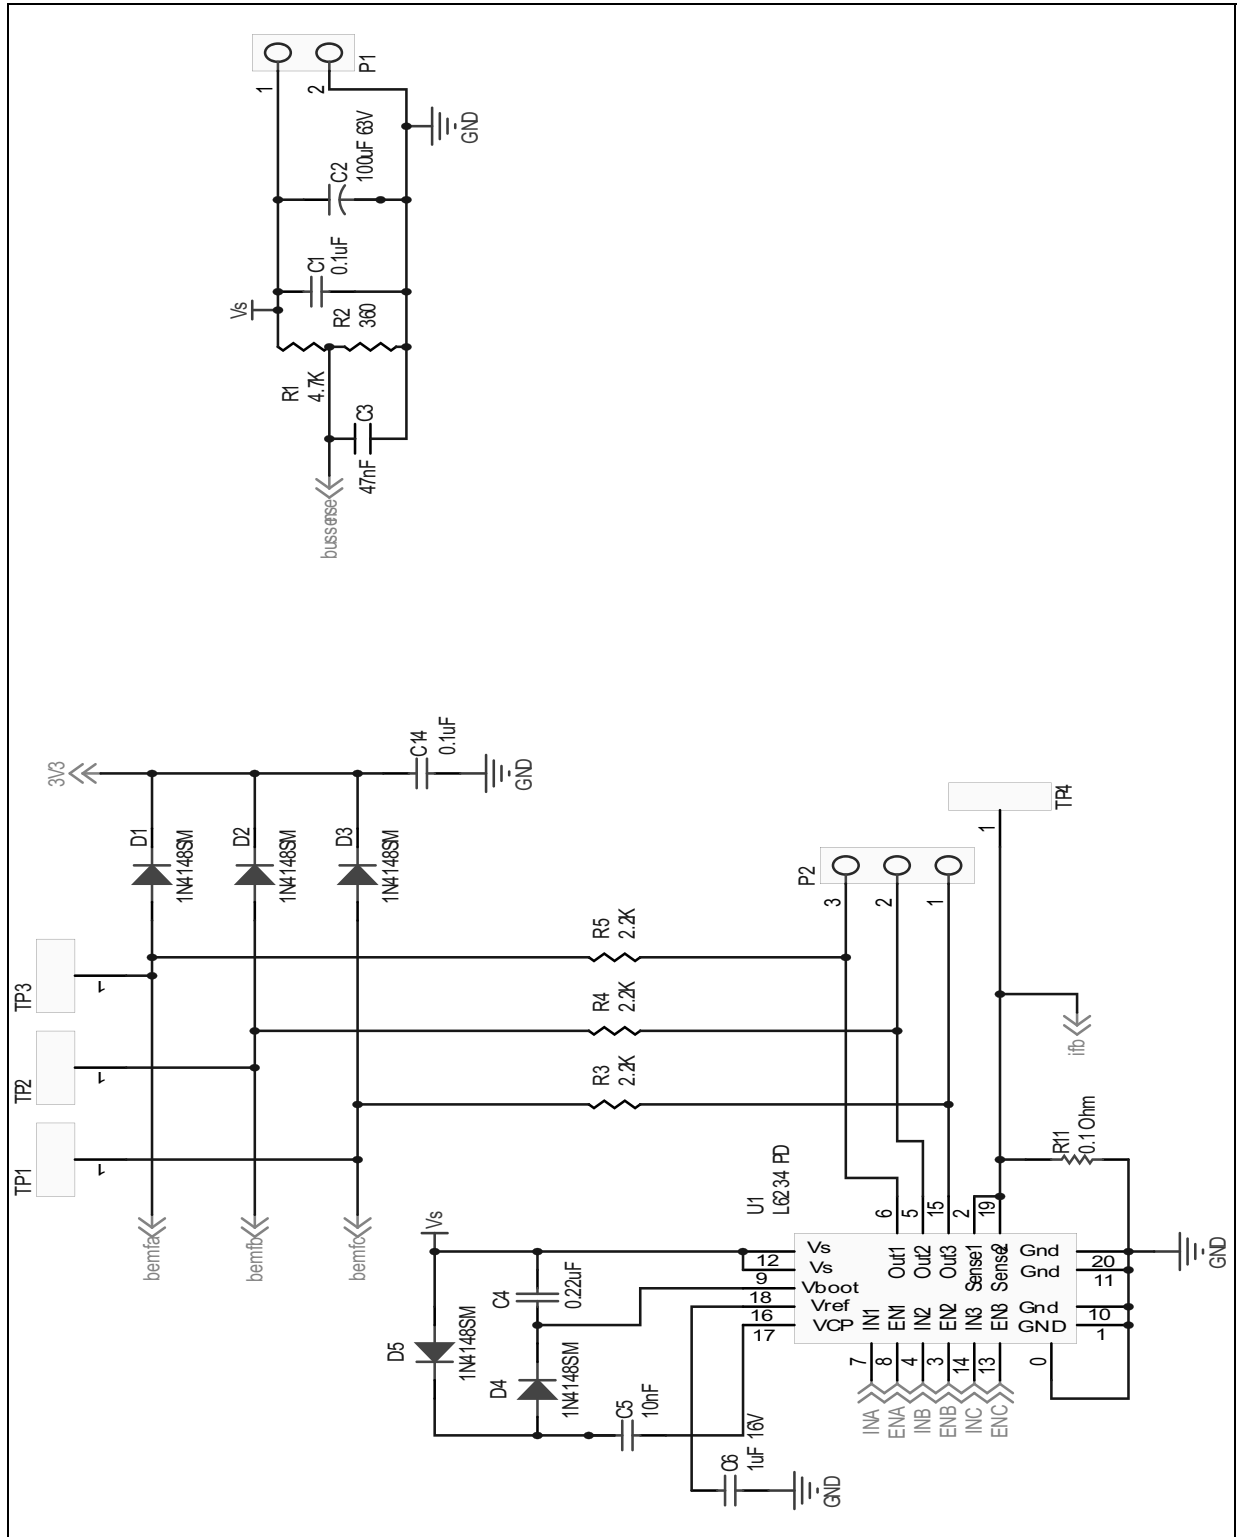 P1
1
2
GND
C2
100uF 63V
C1
0.1uF
Vs
R2
360
R1
4.7K
C3
47nF
bussense
3V3
C14
0.1uF
GND
D1
1N4148SM
D2
1N4148SM
D3
1N4148SM
TP3
1
TP2
1
TP1
1
R5
2.2K
R4
2.2K
R3
2.2K
P2
3
2
1
TP4
1
ifb
R11
0.1 Ohm
bemfa
bemfb
bemfc
Vs
D5
1N4148SM
C4
0.22uF
D4
1N4148SM
C5
10nF
C6
1uF 16V
GND
U1
L6234 PD
6
5
15
2
19
Out1
Out2
Out3
Sense1
Sense2
Vs
12
Vs
9
Vboot
18
Vref
16
VCP
17
IN1
EN1
IN2
EN2
IN3
EN3
Gnd
20
Gnd
11
Gnd
10
GND
1
7
8
4
3
14
13
0
INA
ENA
INB
ENB
INC
ENC
GND